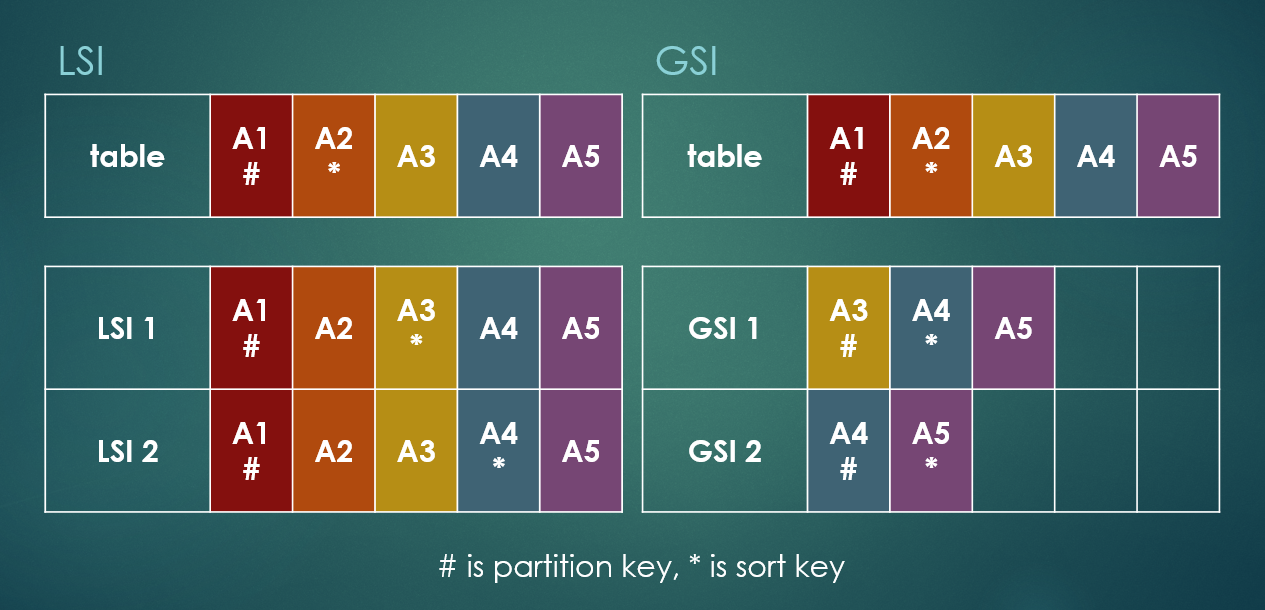 LSI
table A1 # A2 * A3 A4 A5
LSI 1 A1 # A2 A3 * A4 A5
LSI 2 A1 # A2 A3 A4 * A5
GSI
table A1 # A2 * A3 A4 A5
GSI 1 A3 # A4 * A5
GSI 2 A4 # A5 *
# is partition key, * is sort key